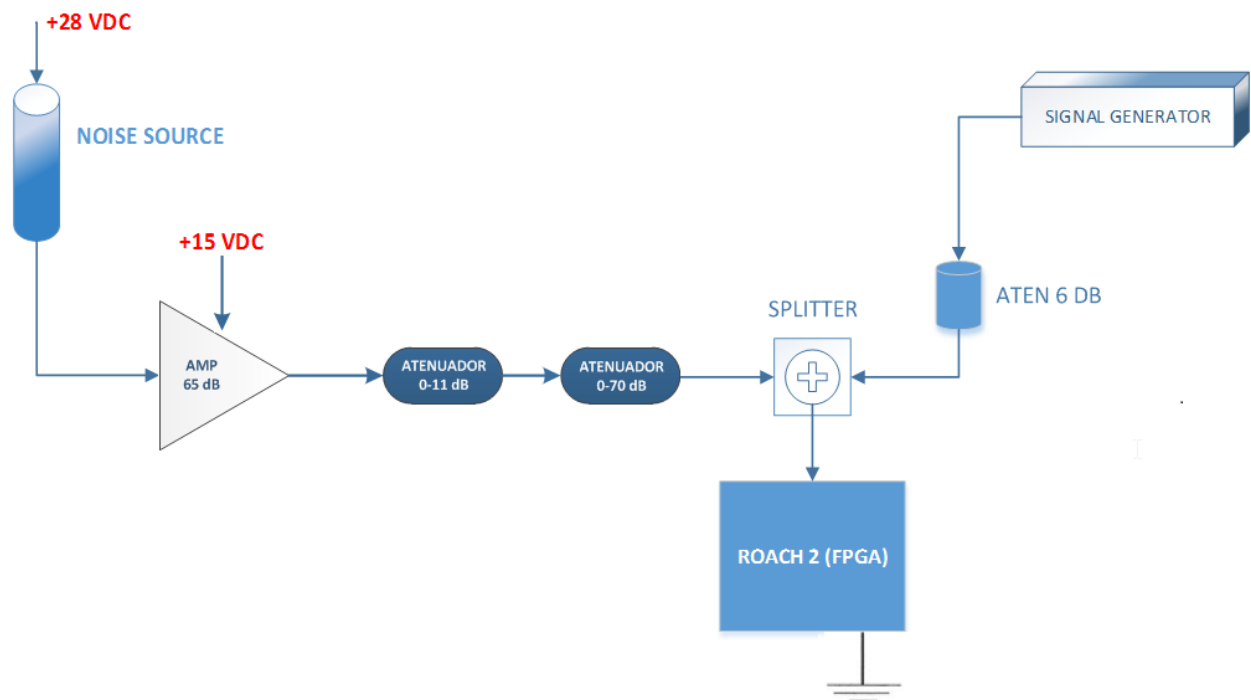 +28 VDC
NOISE SOURCE
SIGNAL GENERATOR
+15 VDC
ATEN 6 DB
SPLITTER
AMP
65 dB
ATENUADOR
0-11 dB
ATENUADOR
0-70 dB
ROACH 2 (FPGA)